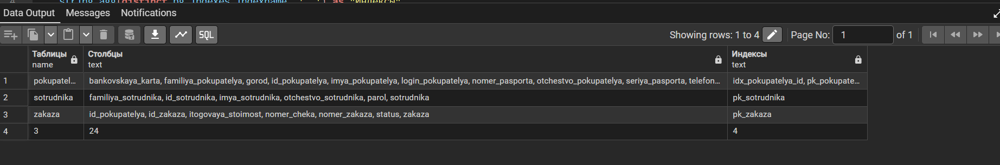 Data Output Messages Notifications
SQL Showing rows: 1 to 4 Page No: 1 of 1
Таблицы Столбцы Индексы
name text text
1 pokupatel... bankovskaya_karta, familiya_pokupatelya, gorod, id_pokupatelya, imya_pokupatelya, login_pokupatelya, nomer_pasporta, otchestvo_pokupatelya, seriya_pasporta, telefon... idx_pokupatelya_id, pk_pokupate...
2 sotrudnika familiya_sotrudnika, id_sotrudnika, imya_sotrudnika, otchestvo_sotrudnika, parol, sotrudnika pk_sotrudnika
3 zakaza id_pokupatelya, id_zakaza, itogovaya_stoimost, nomer_cheka, nomer_zakaza, status, zakaza pk_zakaza
4 3 24 4